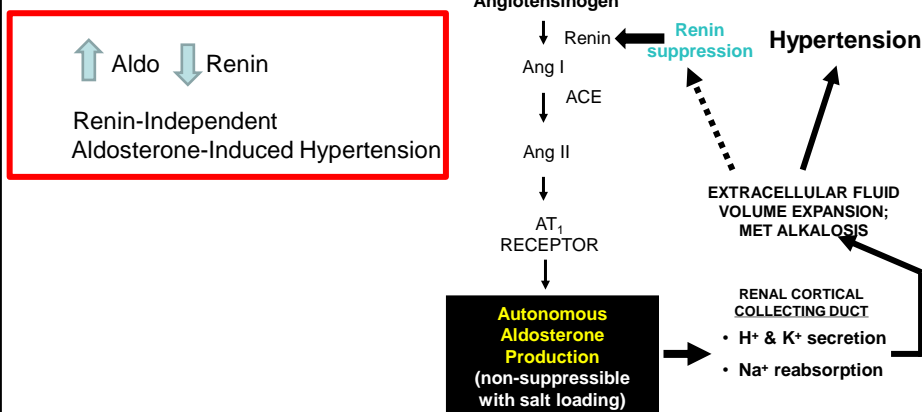 Aldo Renin
Renin-Independent
Aldosterone-Induced Hypertension
Angiotensinogen
Renin
Renin
suppression
Hypertension
Ang I
ACE
Ang II
AT₁
RECEPTOR
EXTRACELLULAR FLUID
VOLUME EXPANSION;
MET ALKALOSIS
Autonomous
Aldosterone
Production
(non-suppressible
with salt loading)
RENAL CORTICAL
COLLECTING DUCT
• H⁺ & K⁺ secretion
• Na⁺ reabsorption